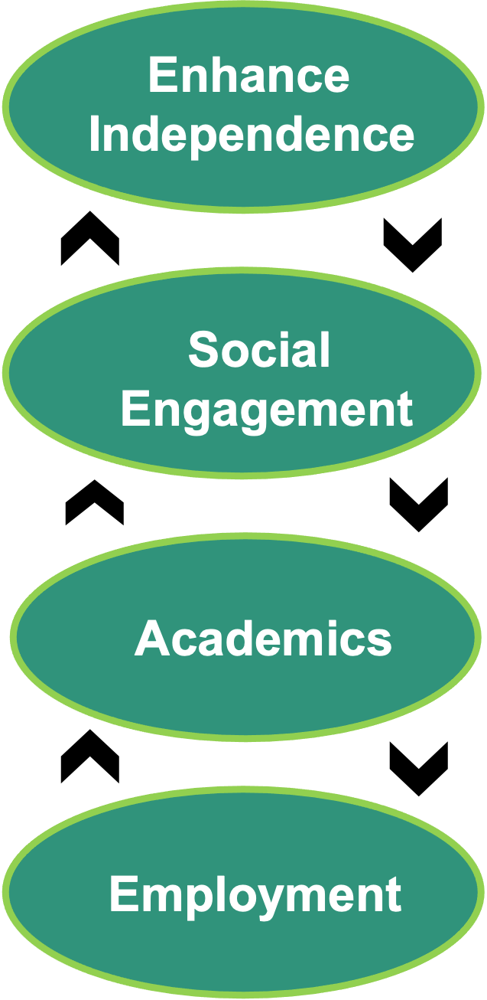 Enhance
Independence
Social
Engagement
Academics
Employment